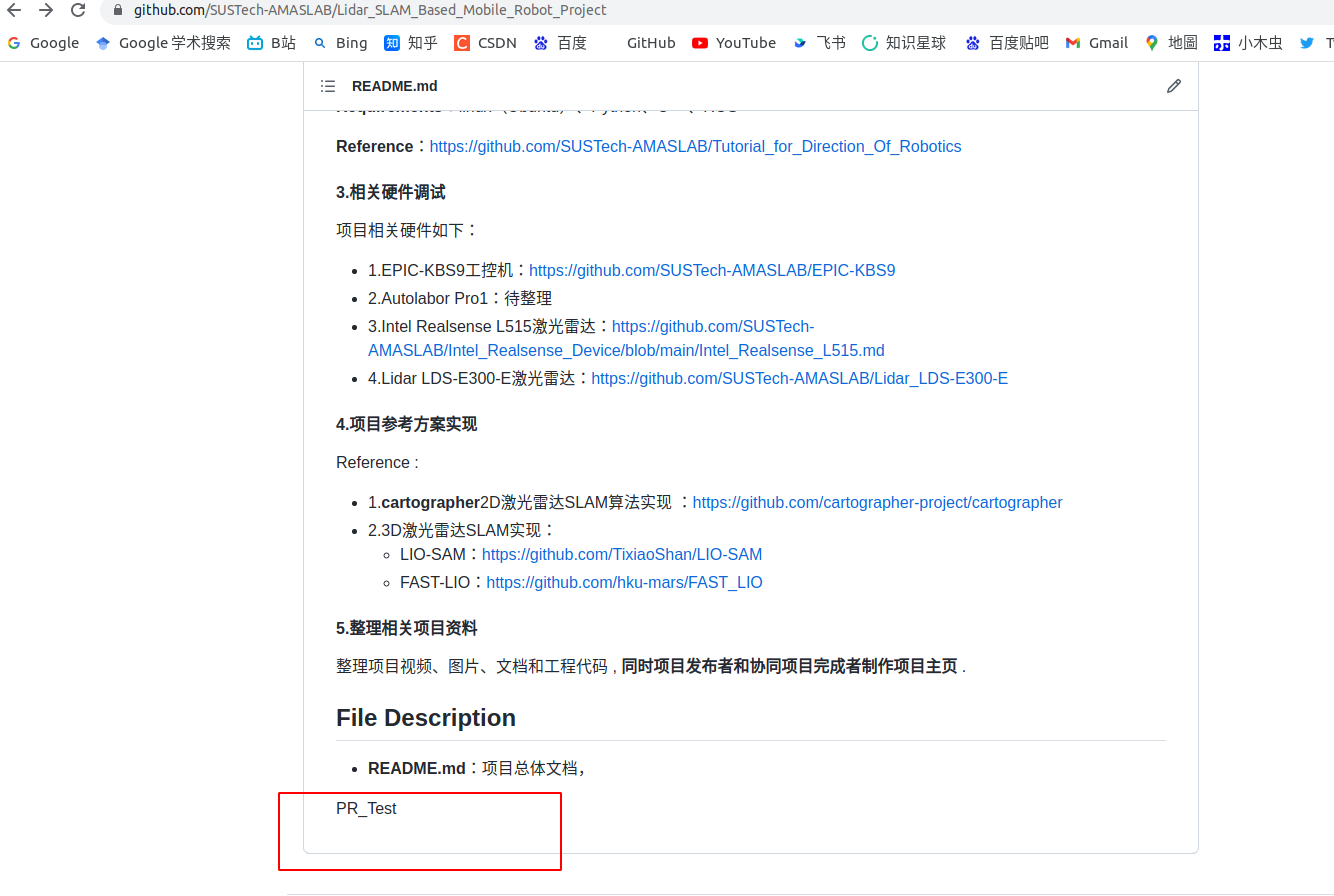 github.com/SUSTech-AMASLAB/Lidar_SLAM_Based_Mobile_Robot_Project
Google Google 学术搜索 B站 Bing 知 知乎 C CSDN 百度 GitHub YouTube 飞书 知识星球 百度贴吧 Gmail 地圖 小木虫
README.md
Reference：https://github.com/SUSTech-AMASLAB/Tutorial_for_Direction_Of_Robotics
3.相关硬件调试
项目相关硬件如下：
1.EPIC-KBS9工控机：https://github.com/SUSTech-AMASLAB/EPIC-KBS9
2.Autolabor Pro1：待整理
3.Intel Realsense L515激光雷达：https://github.com/SUSTech-
AMASLAB/Intel_Realsense_Device/blob/main/Intel_Realsense_L515.md
4.Lidar LDS-E300-E激光雷达：https://github.com/SUSTech-AMASLAB/Lidar_LDS-E300-E
4.项目参考方案实现
Reference :
1.cartographer2D激光雷达SLAM算法实现 ：https://github.com/cartographer-project/cartographer
2.3D激光雷达SLAM实现：
LIO-SAM：https://github.com/TixiaoShan/LIO-SAM
FAST-LIO：https://github.com/hku-mars/FAST_LIO
5.整理相关项目资料
整理项目视频、图片、文档和工程代码 , 同时项目发布者和协同项目完成者制作项目主页 .
File Description
README.md：项目总体文档，
PR_Test